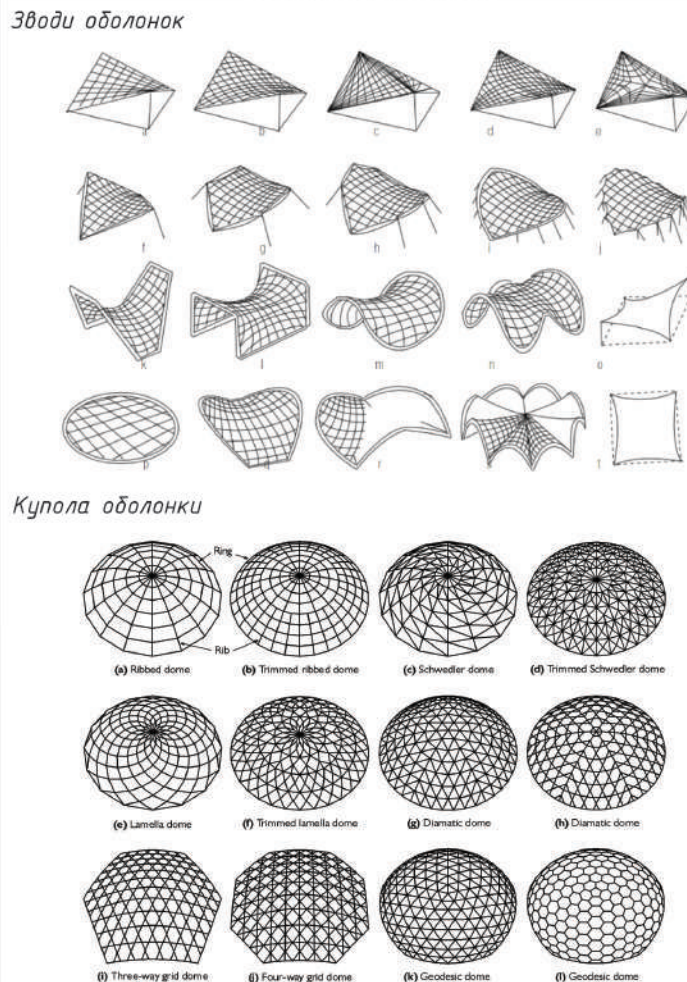 Зводи оболонок
a b c d e
f g h i j
k l m n o
p q r t
Купола оболонки
Ring
Rib
(a) Ribbed dome (b) Trimmed ribbed dome (c) Schwedler dome (d) Trimmed Schwedler dome
(e) Lamella dome (f) Trimmed lamella dome (g) Diamatic dome (h) Diamatic dome
(i) Three-way grid dome (j) Four-way grid dome (k) Geodesic dome (l) Geodesic dome